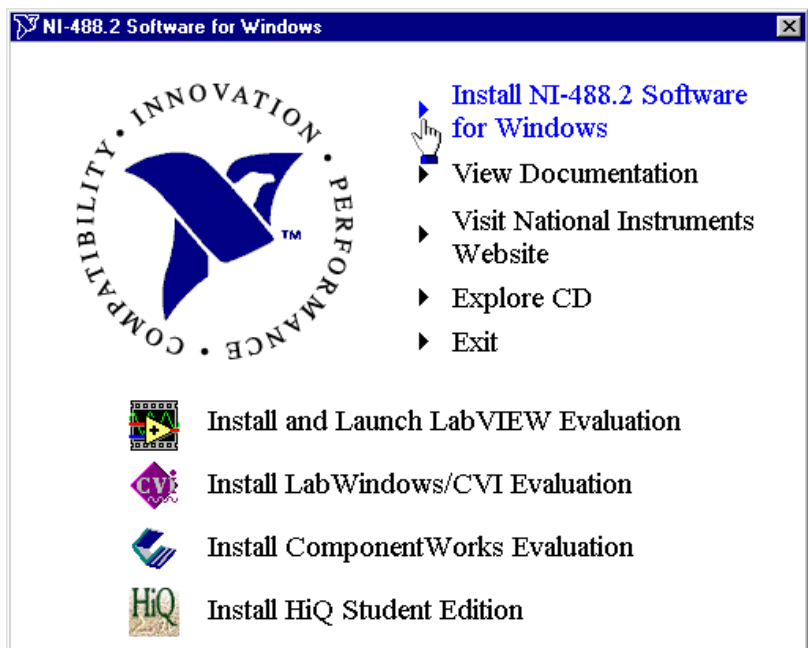 NI-488.2 Software for Windows
COMPATIBILITY • INNOVATION • PERFORMANCE •
TM
Install NI-488.2 Software
for Windows
View Documentation
Visit National Instruments
Website
Explore CD
Exit
Install and Launch LabVIEW Evaluation
CVI
Install LabWindows/CVI Evaluation
Install ComponentWorks Evaluation
HiQ
Install HiQ Student Edition